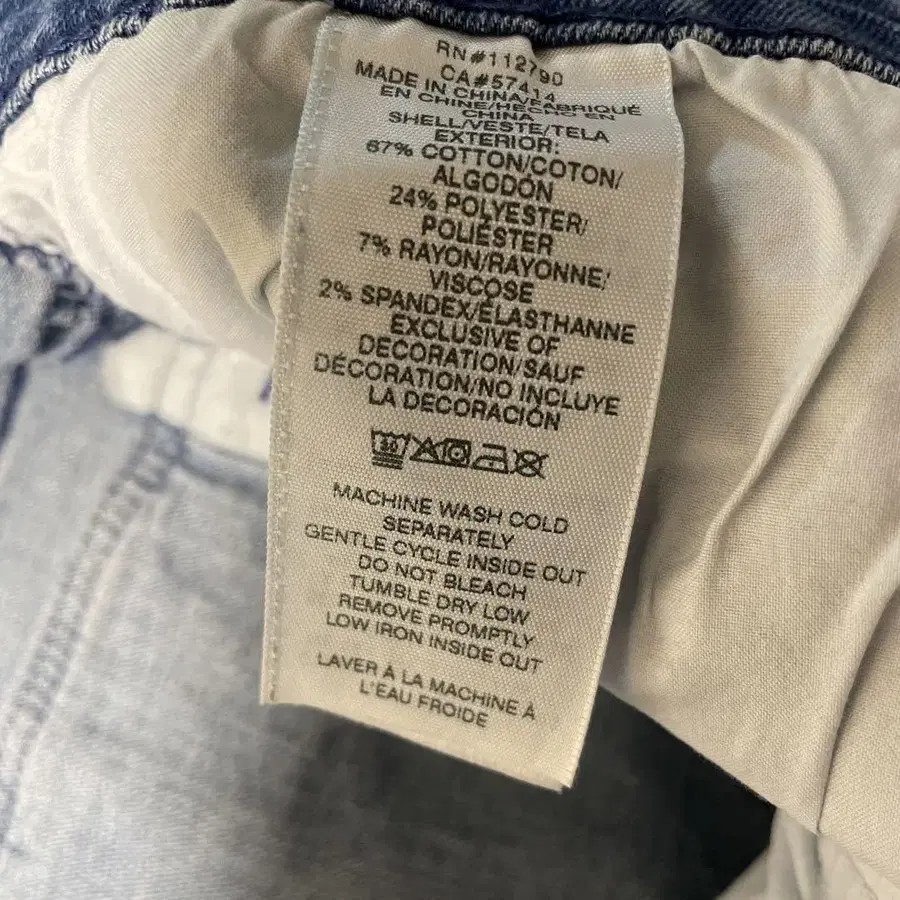 RN#112790
CA#57414
MADE IN CHINA/FABRIQUÉ
EN CHINE/HECHO EN
CHINA
SHELL/VESTE/TELA
EXTERIOR:
67% COTTON/COTON/
ALGODÓN
24% POLYESTER/
POLIÉSTER
7% RAYON/RAYONNE/
VISCOSE
2% SPANDEX/ÉLASTHANNE
EXCLUSIVE OF
DECORATION/SAUF
DÉCORATION/NO INCLUYE
LA DECORACIÓN
30
MACHINE WASH COLD
SEPARATELY
GENTLE CYCLE INSIDE OUT
DO NOT BLEACH
TUMBLE DRY LOW
REMOVE PROMPTLY
LOW IRON INSIDE OUT
LAVER À LA MACHINE À
L'EAU FROIDE